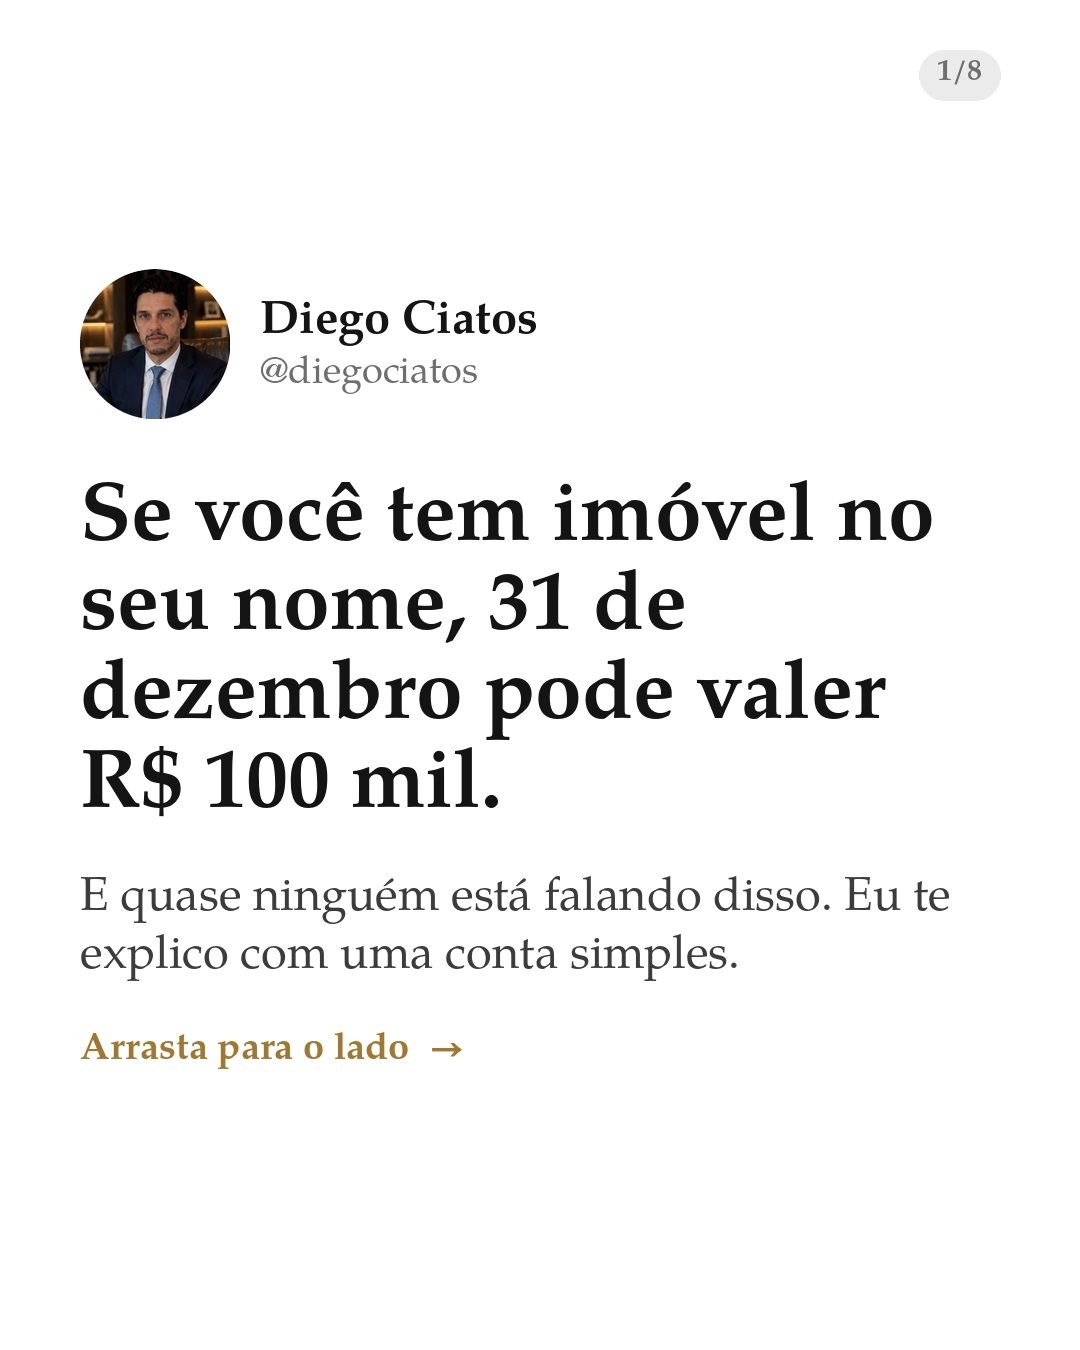 1/8
Diego Ciatos
@diegociatos
Se você tem imóvel no
seu nome, 31 de
dezembro pode valer
R$ 100 mil.
E quase ninguém está falando disso. Eu te
explico com uma conta simples.
Arrasta para o lado →